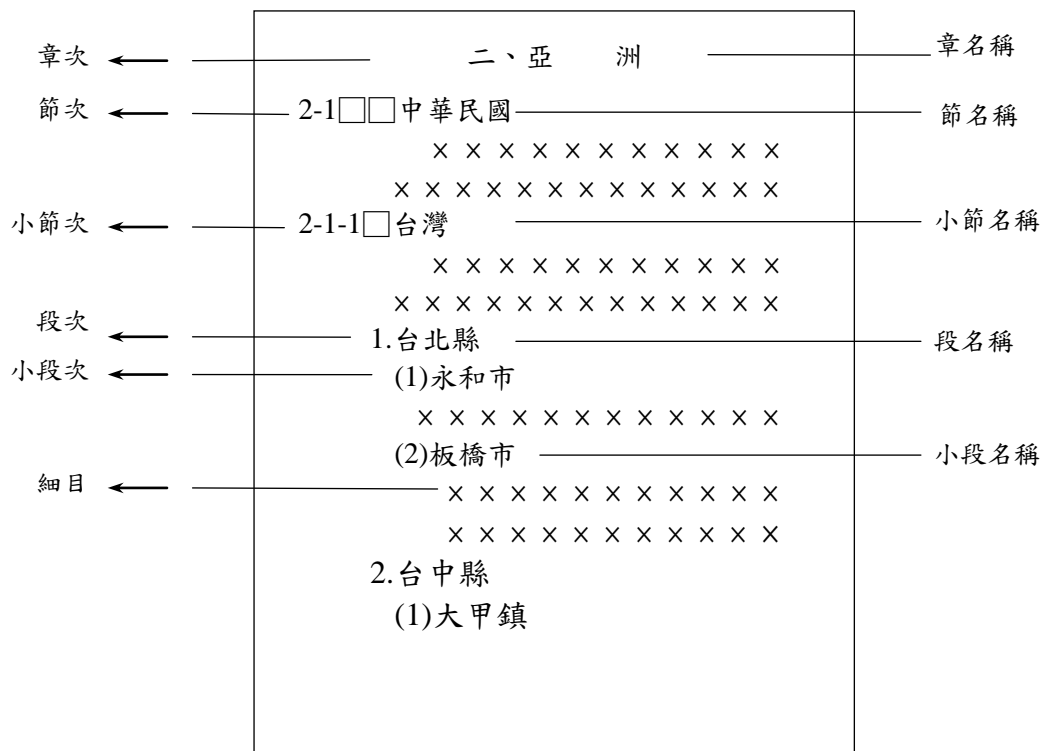 章次 二、亞 洲 章名稱
節次 2-1□□中華民國 節名稱
× × × × × × × × × × ×
× × × × × × × × × × × ×
小節次 2-1-1□台灣 小節名稱
× × × × × × × × × × ×
× × × × × × × × × × × ×
段次 1.台北縣 段名稱
小段次 (1)永和市
× × × × × × × × × × × ×
(2)板橋市 小段名稱
細目 × × × × × × × × × × ×
× × × × × × × × × × ×
2.台中縣
(1)大甲鎮